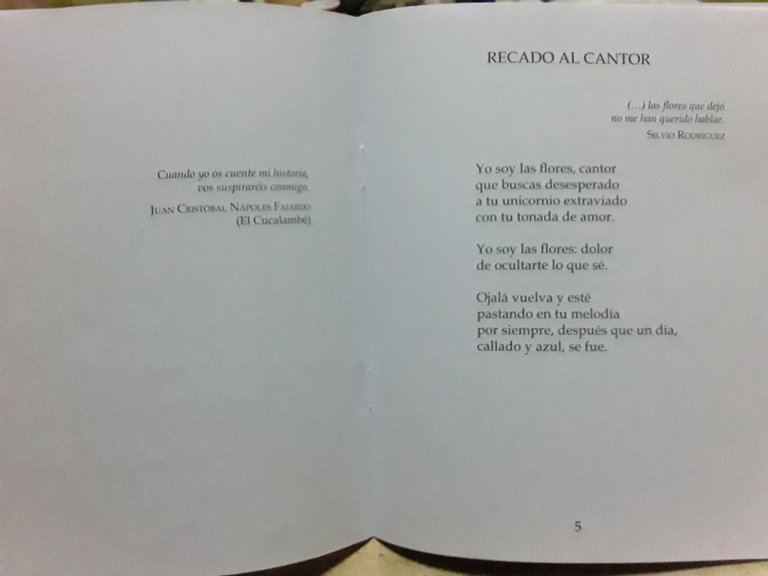 Cuando yo os cuente mi historia,
vos suspiraréis conmigo.
Juan Cristóbal Nápoles Fajardo
(El Cucalambé)
RECADO AL CANTOR
(…) las flores que dejó
no me han querido hablar.
Silvio Rodríguez
Yo soy las flores, cantor
que buscas desesperado
a tu unicornio extraviado
con tu tonada de amor.
Yo soy las flores: dolor
de ocultarte lo que sé.
Ojalá vuelva y esté
pastando en tu melodía
por siempre, después que un día,
callado y azul, se fue.
5